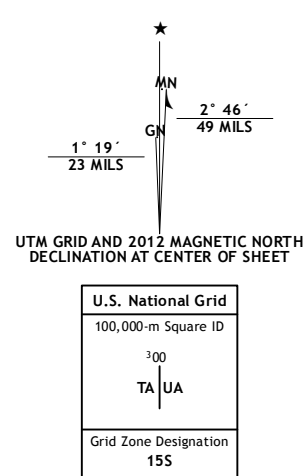 ★
MN
GN
2° 46´
49 MILS
1° 19´
23 MILS
UTM GRID AND 2012 MAGNETIC NORTH
DECLINATION AT CENTER OF SHEET
U.S. National Grid
100,000-m Square ID
³00
TA UA
Grid Zone Designation
15S